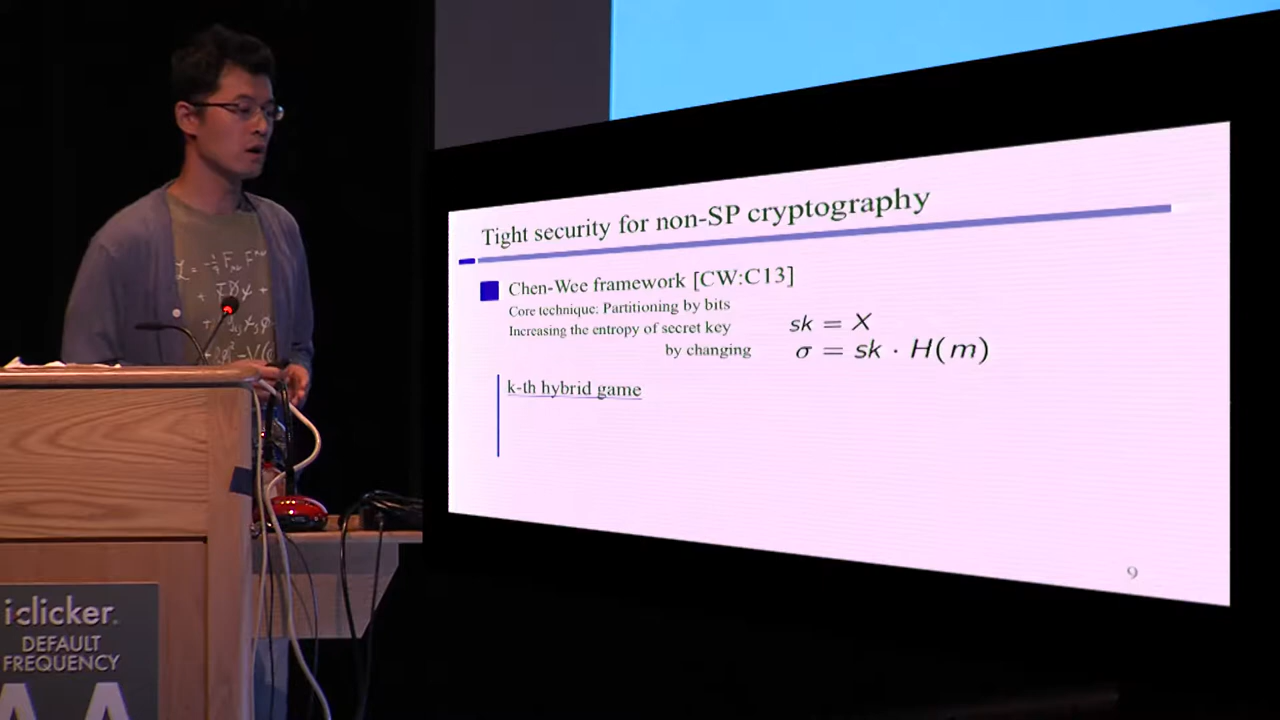 Tight security for non-SP cryptography
Chen-Wee framework [CW:C13]
Core technique: Partitioning by bits
Increasing the entropy of secret key
by changing
sk = X
σ = sk · H(m)
k-th hybrid game
9
iclicker.
DEFAULT
FREQUENCY
AA